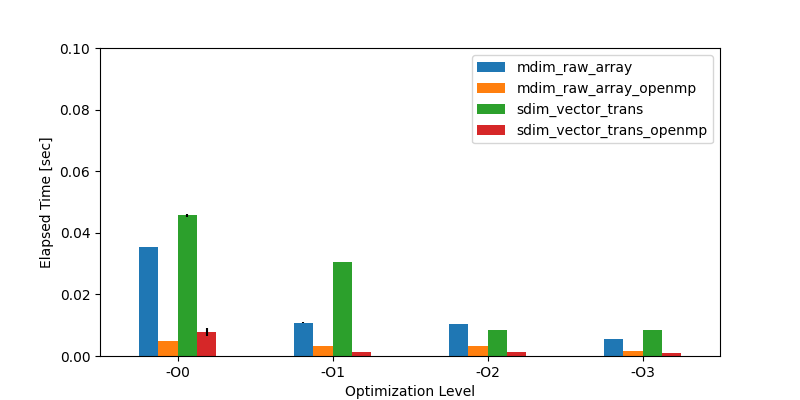 0.10
0.08
0.06
0.04
0.02
0.00
Elapsed Time [sec]
mdim_raw_array
mdim_raw_array_openmp
sdim_vector_trans
sdim_vector_trans_openmp
-O0 -O1 -O2 -O3
Optimization Level